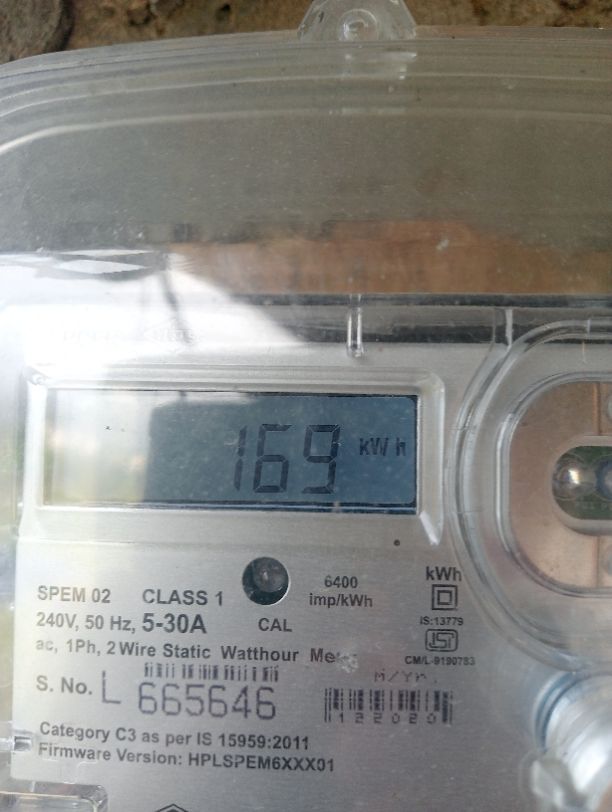 169 kWh
SPEM 02 CLASS 1
6400
imp/kWh
kWh
240V, 50 Hz, 5-30A
CAL
IS:13779
ac, 1Ph, 2 Wire Static Watthour
CM/L-9190783
M/Yr.
S. No. L 665646
122020
Category C3 as per IS 15959:2011
Firmware Version: HPLSPEM6XXX01